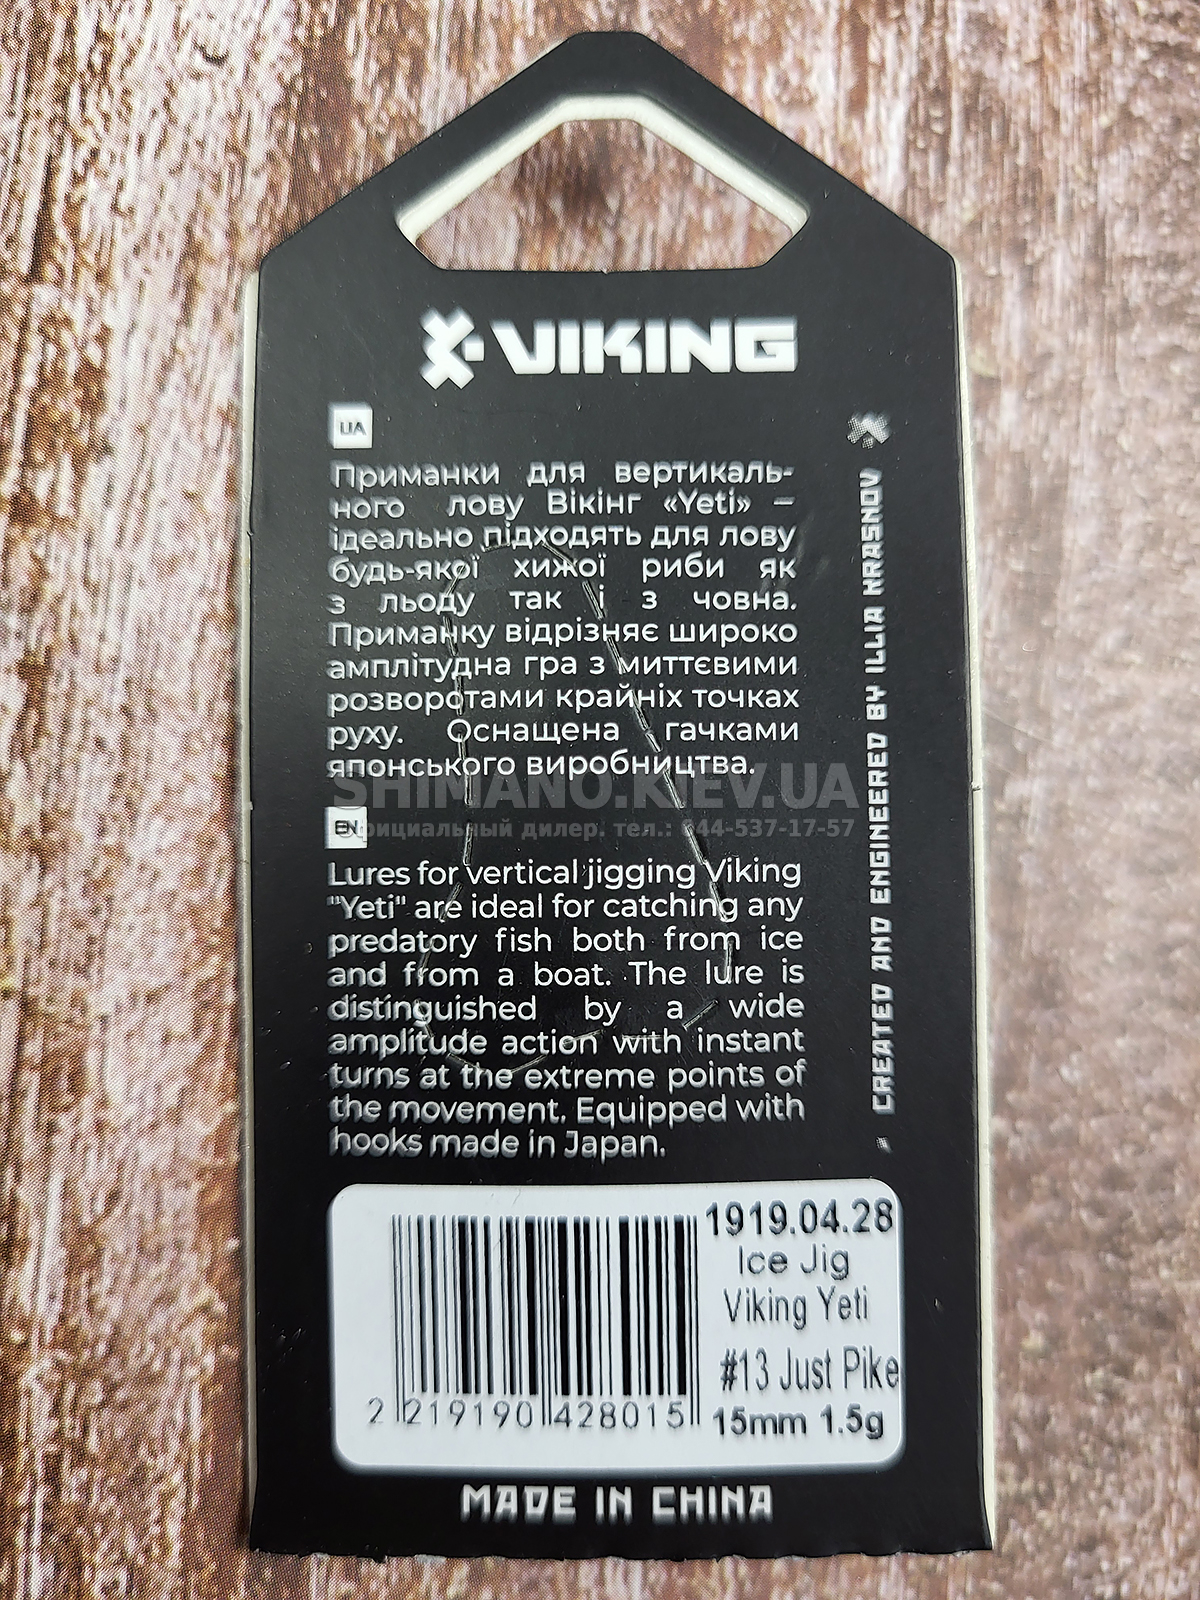 VIKING
UA
Приманки для вертикаль-
ного лову Вікінг «Yeti» –
ідеально підходять для лову
будь-якої хижої риби як
з льоду так і з човна.
Приманку відрізняє широко
амплітудна гра з миттєвими
розворотами крайніх точках
руху. Оснащена гачками
японського виробництва.
SHIMANO.KIEV.UA
Официальный дилер. тел.: 044-537-17-57
EN
Lures for vertical jigging Viking
"Yeti" are ideal for catching any
predatory fish both from ice
and from a boat. The lure is
distinguished by a wide
amplitude action with instant
turns at the extreme points of
the movement. Equipped with
hooks made in Japan.
CREATED AND ENGINEERED BY ILLIA KRASNOV
1919.04.28
Ice Jig
Viking Yeti
#13 Just Pike
15mm 1.5g
2 219190 428015
MADE IN CHINA